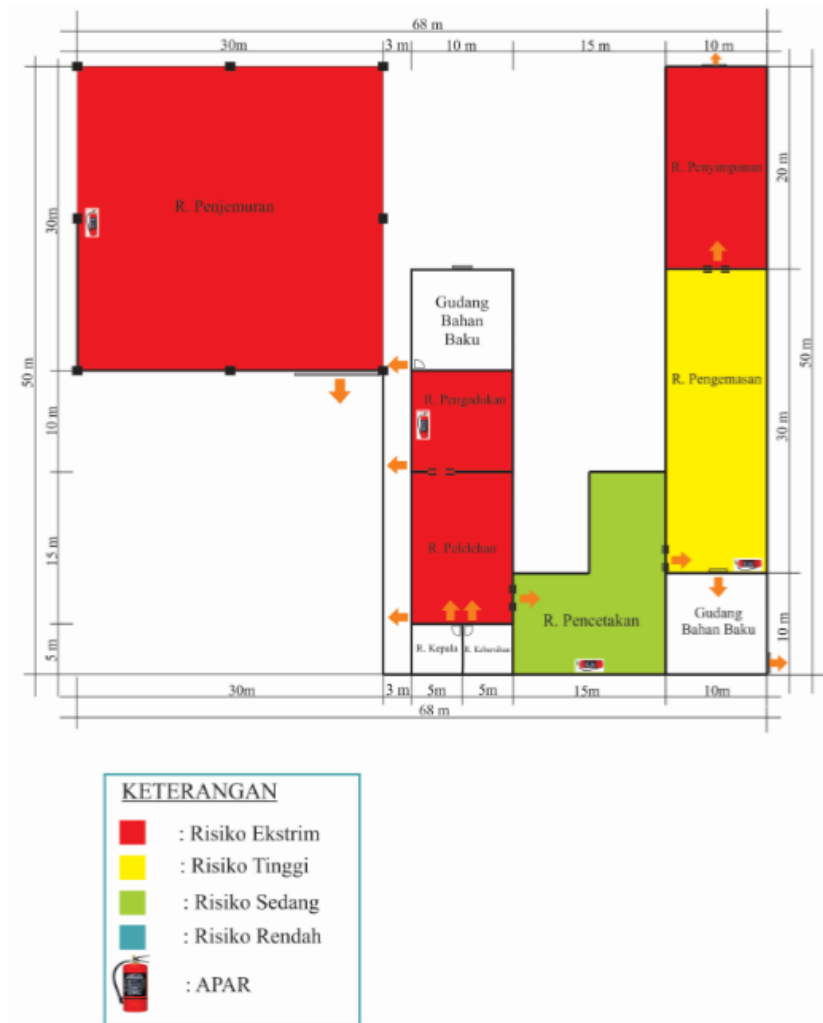 68 m
30m
3 m
10 m
15 m
10 m
R. Penjemuran
30m
50 m
10 m
15 m
5 m
Gudang
Bahan
Baku
R. Pengadukan
R. Pelelehan
R. Kepala
R. Kebersihan
R. Pencetakan
R. Penyimpanan
R. Pengemasan
Gudang
Bahan Baku
20 m
30 m
10 m
50 m
30m
3 m
5m
5m
15m
10m
68 m
KETERANGAN
: Risiko Ekstrim
: Risiko Tinggi
: Risiko Sedang
: Risiko Rendah
: APAR